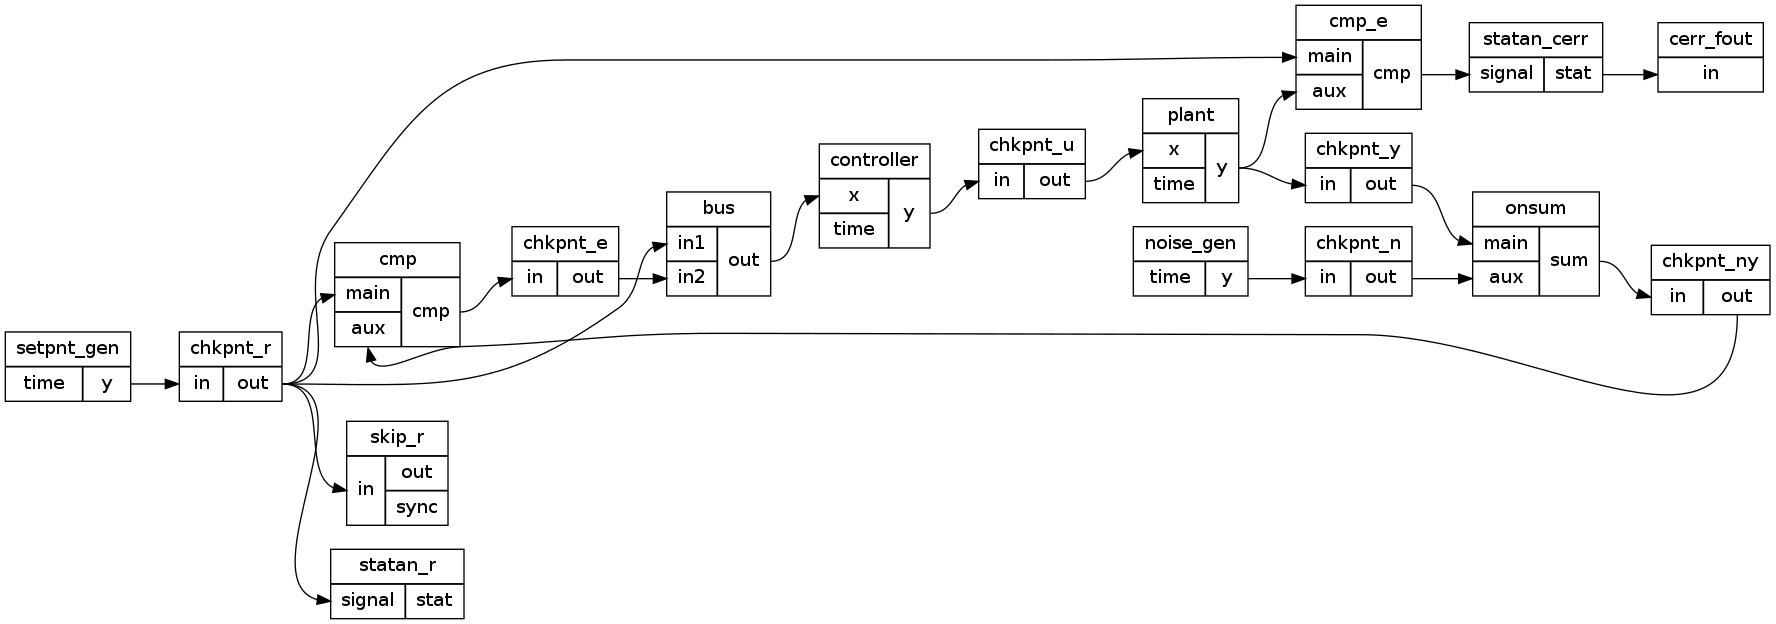 cmp_e
main
aux
cmp
statan_cerr
signal
stat
cerr_fout
in
plant
x
time
y
chkpnt_y
in
out
chkpnt_u
in
out
controller
x
time
y
bus
in1
in2
out
onsum
main
aux
sum
noise_gen
time
y
chkpnt_n
in
out
chkpnt_ny
in
out
chkpnt_e
in
out
cmp
main
aux
cmp
setpnt_gen
time
y
chkpnt_r
in
out
skip_r
in
out
sync
statan_r
signal
stat